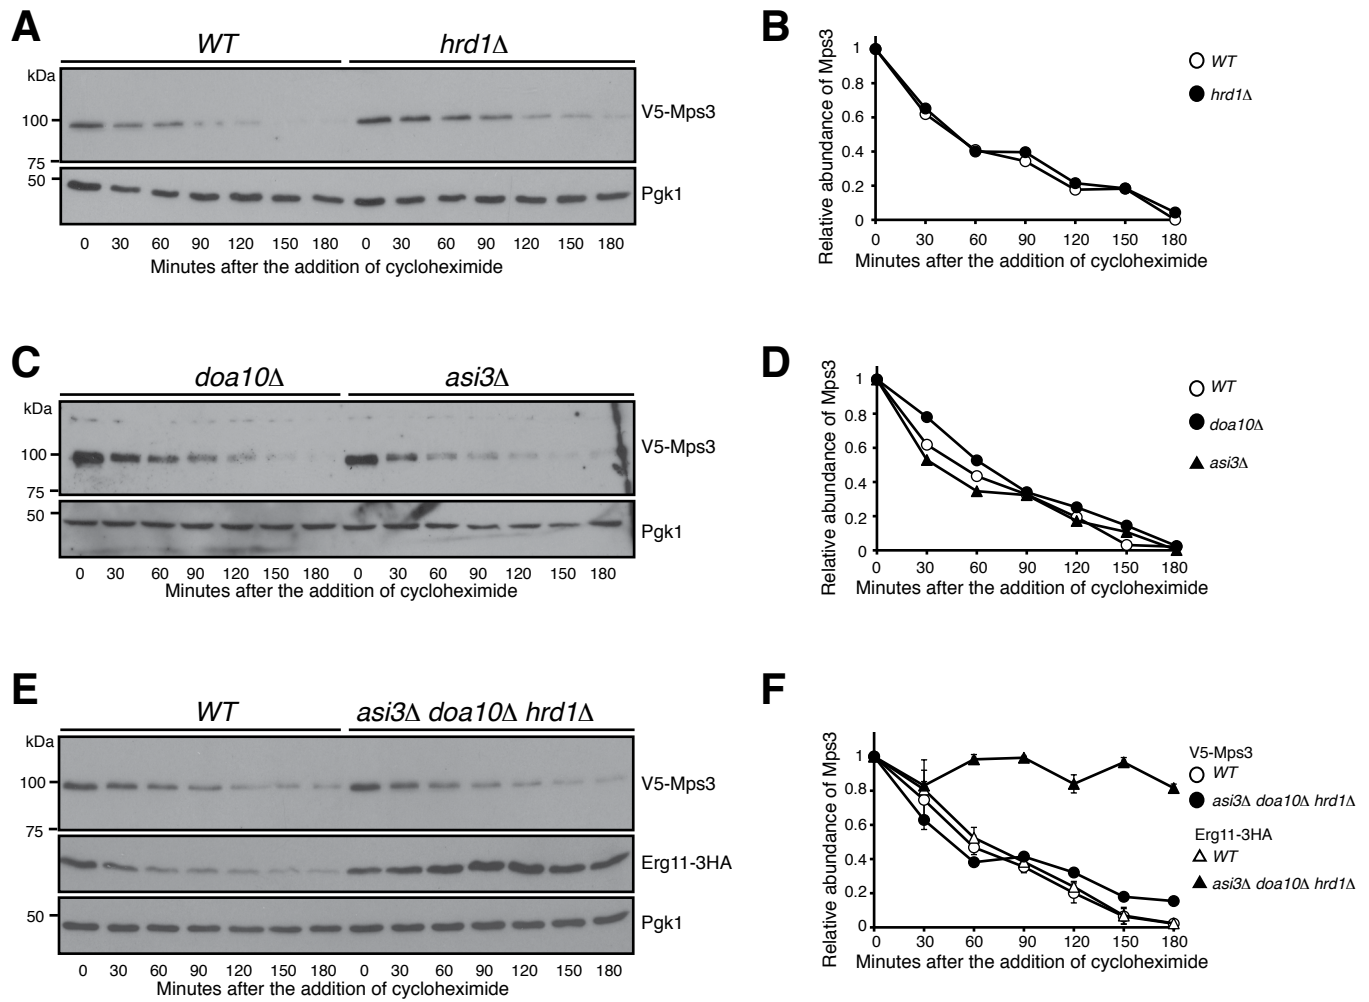 A
WT hrd1Δ
kDa
100
75
50
V5-Mps3
Pgk1
0 30 60 90 120 150 180 0 30 60 90 120 150 180
Minutes after the addition of cycloheximide
B
Relative abundance of Mps3
1
0.8
0.6
0.4
0.2
0
0 30 60 90 120 150 180
Minutes after the addition of cycloheximide
WT
hrd1Δ
C
doa10Δ asi3Δ
kDa
100
75
50
V5-Mps3
Pgk1
0 30 60 90 120 150 180 0 30 60 90 120 150 180
Minutes after the addition of cycloheximide
D
Relative abundance of Mps3
1
0.8
0.6
0.4
0.2
0
0 30 60 90 120 150 180
Minutes after the addition of cycloheximide
WT
doa10Δ
asi3Δ
E
WT asi3Δ doa10Δ hrd1Δ
kDa
100
75
50
V5-Mps3
Erg11-3HA
Pgk1
0 30 60 90 120 150 180 0 30 60 90 120 150 180
Minutes after the addition of cycloheximide
F
Relative abundance of Mps3
1
0.8
0.6
0.4
0.2
0
0 30 60 90 120 150 180
Minutes after the addition of cycloheximide
V5-Mps3
WT
asi3Δ doa10Δ hrd1Δ
Erg11-3HA
WT
asi3Δ doa10Δ hrd1Δ